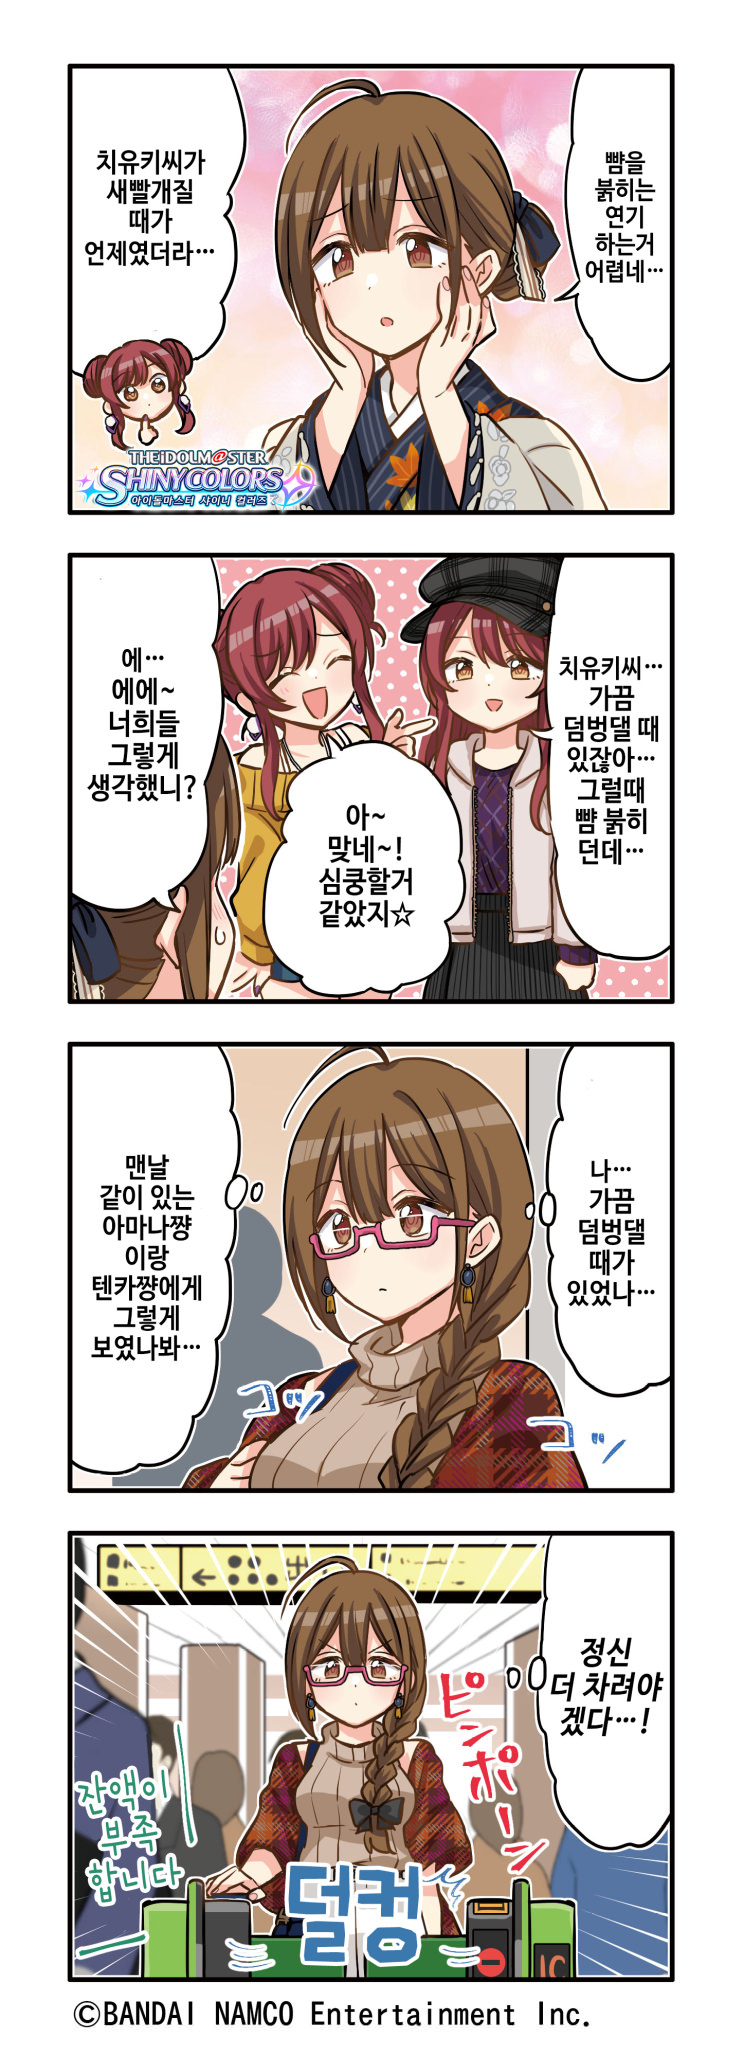 뺨을
붉히는
연기
하는거
어렵네…
치유키씨가
새빨개질
때가
언제였더라…
THE iDOLM@STER
SHINYCOLORS
아이돌마스터 샤이니 컬러즈
치유키씨…
가끔
덤벙댈 때
있잖아…
그럴때
뺨 붉히
던데…
아~
맞네~!
심쿵할거
같았지☆
에…
에에~
너희들
그렇게
생각했니?
나…
가끔
덤벙댈
때가
있었나…
맨날
같이 있는
아마나쨩
이랑
텐카쨩에게
그렇게
보였나봐…
コツ
コツ
정신
더 차려야
겠다…!
ピンポーン
잔액이
부족
합니다
덜컹
IC
©BANDAI NAMCO Entertainment Inc.